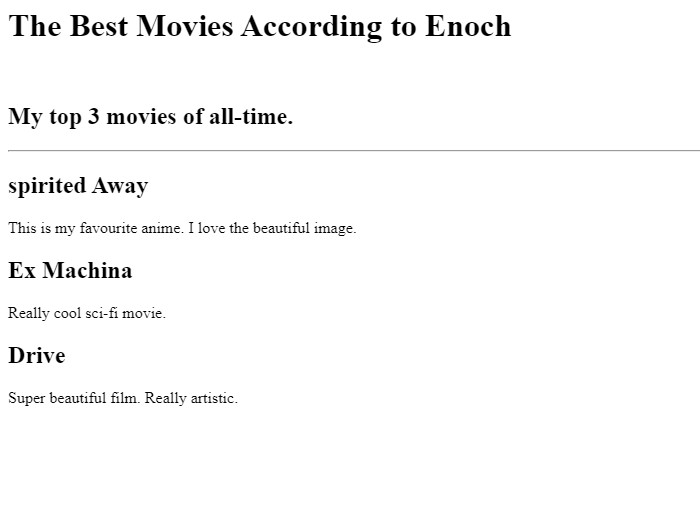 The Best Movies According to Enoch
My top 3 movies of all-time.
spirited Away
This is my favourite anime. I love the beautiful image.
Ex Machina
Really cool sci-fi movie.
Drive
Super beautiful film. Really artistic.